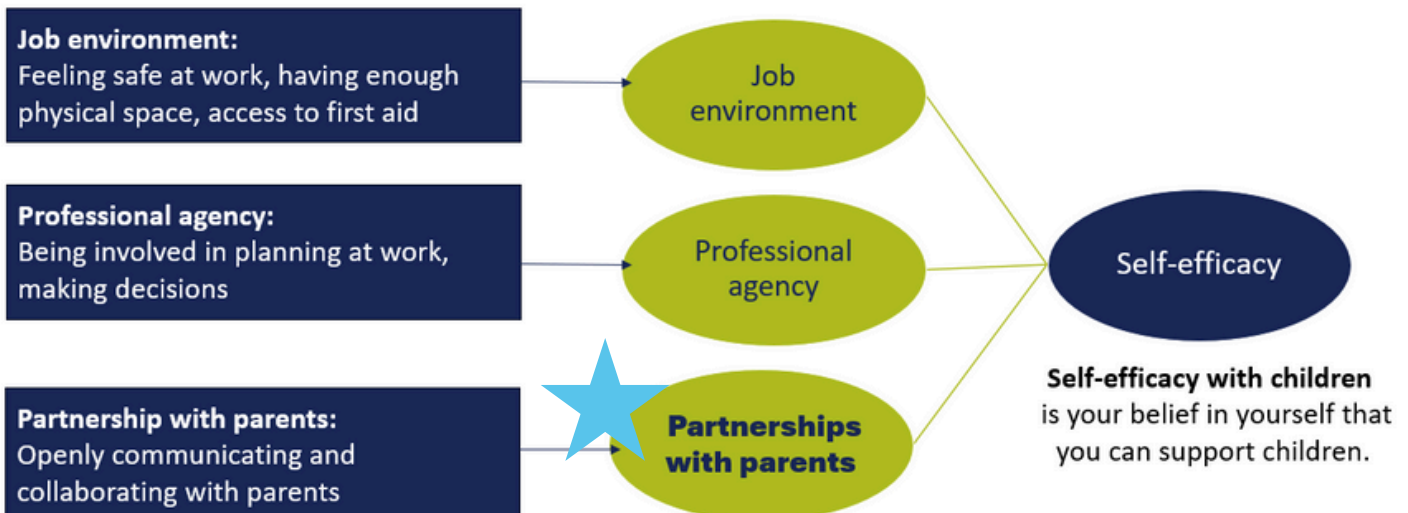 Job environment:
Feeling safe at work, having enough
physical space, access to first aid
Job
environment
Professional agency:
Being involved in planning at work,
making decisions
Professional
agency
Self-efficacy
Self-efficacy with children
is your belief in yourself that
you can support children.
Partnership with parents:
Openly communicating and
collaborating with parents
Partnerships
with parents